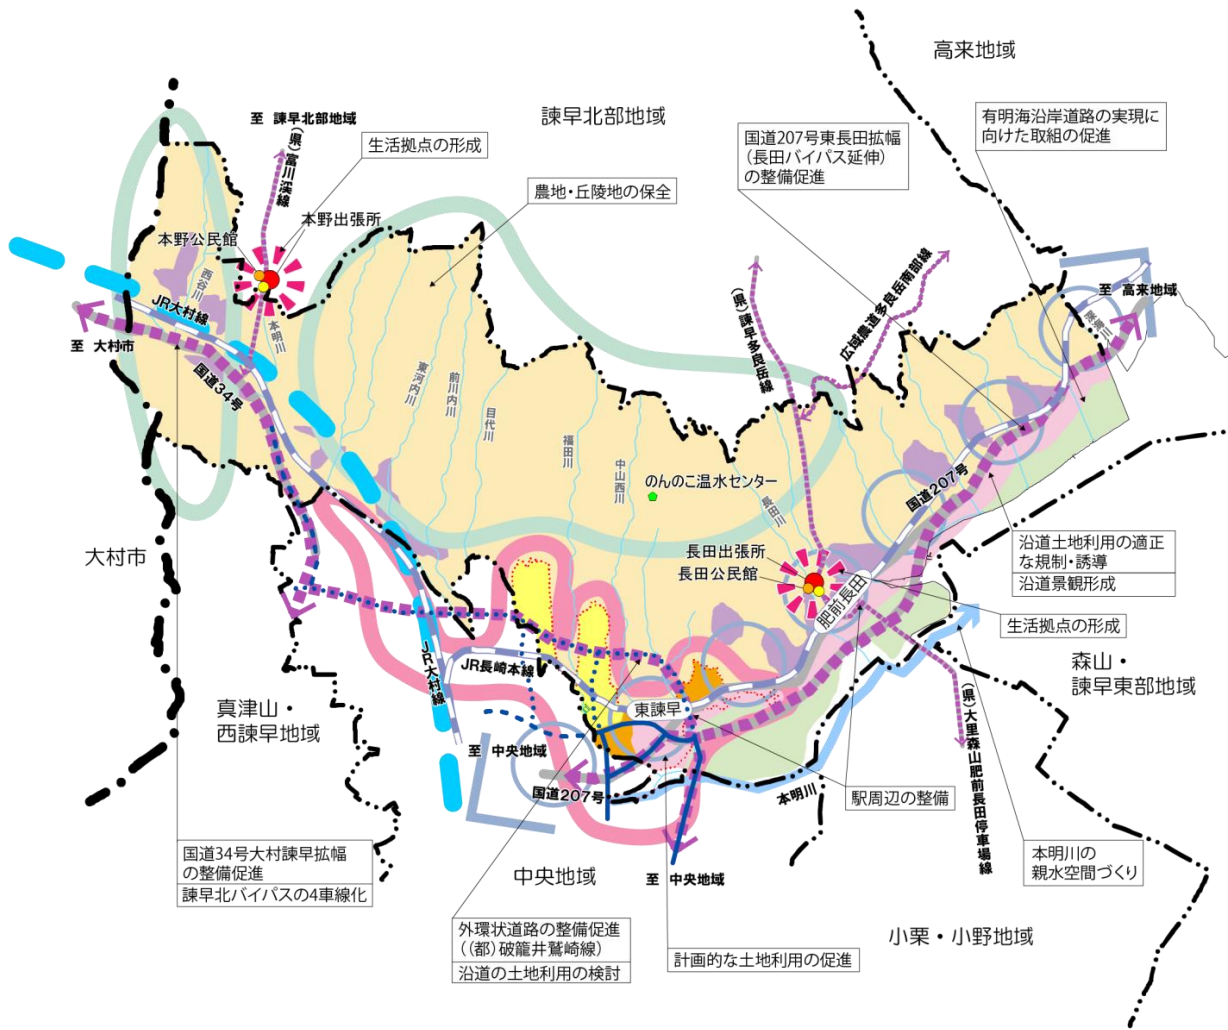 高来地域
諫早北部地域
有明海沿岸道路の実現に
向けた取組の促進
国道207号東長田拡幅
(長田バイパス延伸)
の整備促進
至 諫早北部地域
(県)富川渓線
生活拠点の形成
農地・丘陵地の保全
本野出張所
本野公民館
西谷川
JR大村線
至 大村市
国道34号
本明川
東河内川
前川内川
目代川
福田川
中山西川
長田川
(県)諫早多良岳線
広域農道多良岳南部線
至 高来地域
深海川
のんのこ温水センター
国道207号
大村市
長田出張所
長田公民館
肥前長田
沿道土地利用の適正
な規制・誘導
沿道景観形成
生活拠点の形成
森山・
諫早東部地域
真津山・
西諫早地域
JR大村線
JR長崎本線
東諫早
至 中央地域
国道207号
本明川
駅周辺の整備
(県)大里森山肥前長田停車場線
本明川の
親水空間づくり
国道34号大村諫早拡幅
の整備促進
諫早北バイパスの4車線化
中央地域
至 中央地域
外環状道路の整備促進
((都)破籠井鷲崎線)
沿道の土地利用の検討
計画的な土地利用の促進
小栗・小野地域